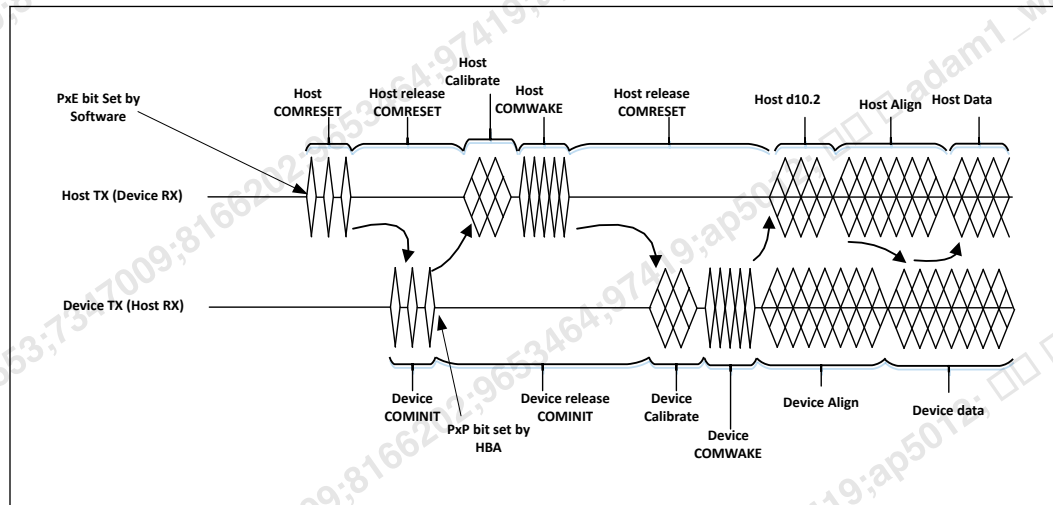 Host
Calibrate
Host
COMRESET
Host release
COMRESET
Host
COMWAKE
Host release
COMRESET
Host d10.2
Host Align
Host Data
PxE bit Set by
Software
Host TX (Device RX)
Device TX (Host RX)
Device
COMINIT
PxP bit set by
HBA
Device release
COMINIT
Device
Calibrate
Device
COMWAKE
Device Align
Device data